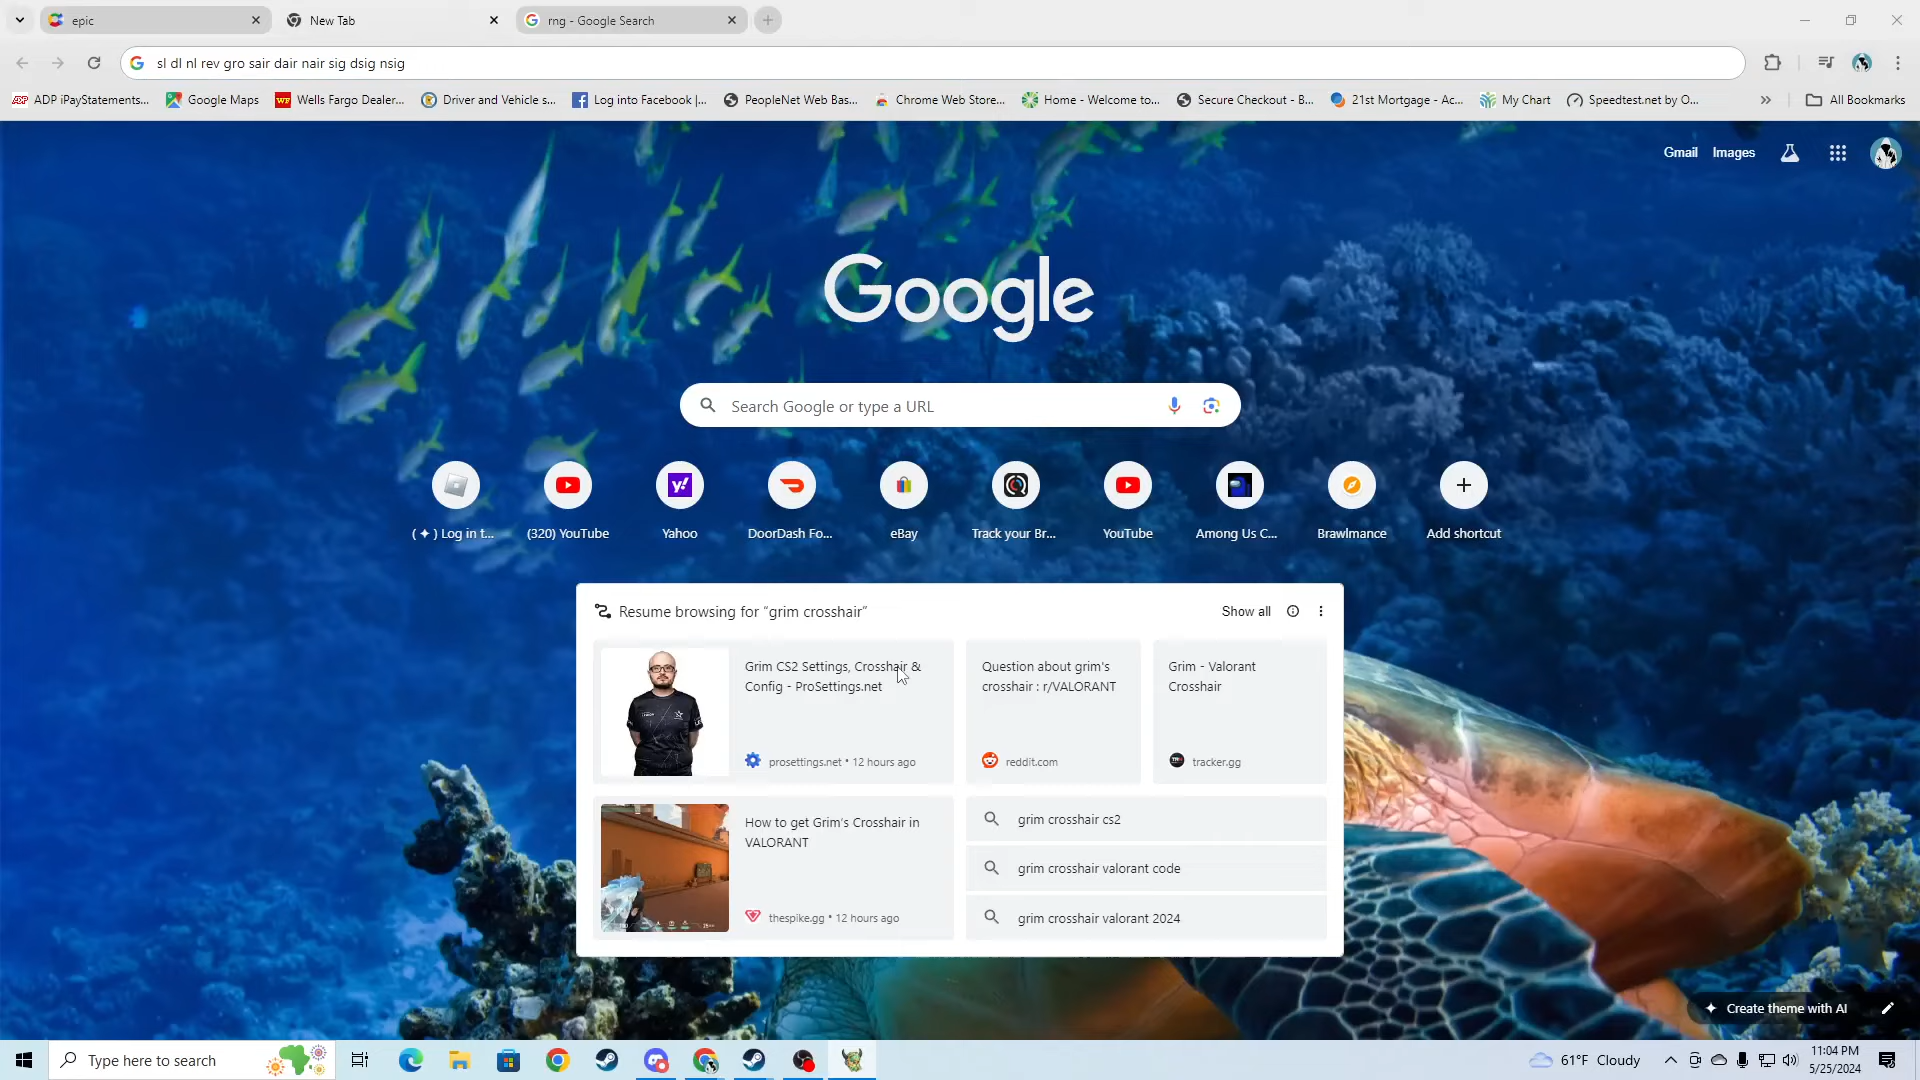 epic
New Tab
rng - Google Search
sl dl nl rev gro sair dair nair sig dsig nsig
ADP iPayStatements...
Google Maps
Wells Fargo Dealer...
Driver and Vehicle s...
Log into Facebook |...
PeopleNet Web Bas...
Chrome Web Store...
Home - Welcome to...
Secure Checkout - B...
21st Mortgage - Ac...
My Chart
Speedtest.net by O...
»
All Bookmarks
Gmail
Images
Google
Search Google or type a URL
( ✦ ) Log in t...
(320) YouTube
Yahoo
DoorDash Fo...
eBay
Track your Br...
YouTube
Among Us C...
Brawlmance
Add shortcut
Resume browsing for “grim crosshair”
Show all
Grim CS2 Settings, Crosshair &
Config - ProSettings.net
prosettings.net • 12 hours ago
Question about grim's
crosshair : r/VALORANT
reddit.com
Grim - Valorant
Crosshair
tracker.gg
How to get Grim's Crosshair in
VALORANT
thespike.gg • 12 hours ago
grim crosshair cs2
grim crosshair valorant code
grim crosshair valorant 2024
Create theme with AI
Type here to search
61°F Cloudy
11:04 PM
5/25/2024